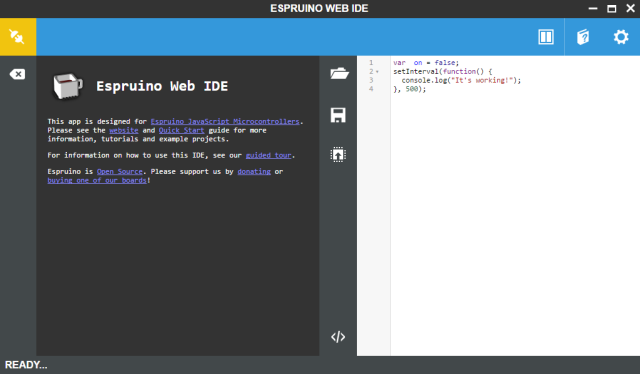 ESPRUINO WEB IDE
Espruino Web IDE
This app is designed for Espruino JavaScript Microcontrollers.
Please see the website and Quick Start guide for more
information, tutorials and example projects.
For information on how to use this IDE, see our guided tour.
Espruino is Open Source. Please support us by donating or
buying one of our boards!
1 var  on = false;
2 setInterval(function() {
3   console.log("It's working!");
4 }, 500);
READY...